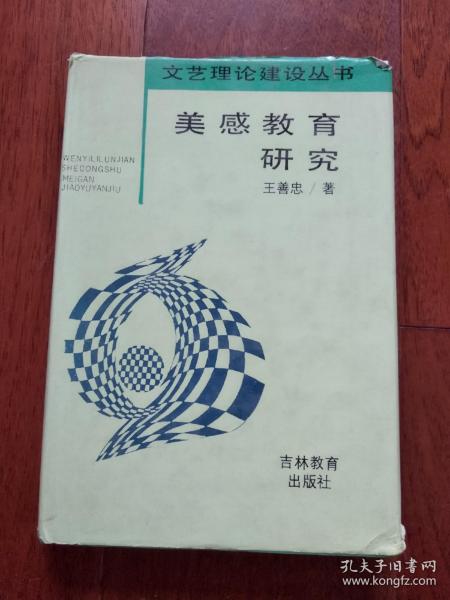 文艺理论建设丛书
美感教育
研究
王善忠/著
WENYILILUNJIAN
SHECONGSHU
MEIGAN
JIAOYUYANJIU
吉林教育
出版社
孔夫子旧书网
www.kongfz.com